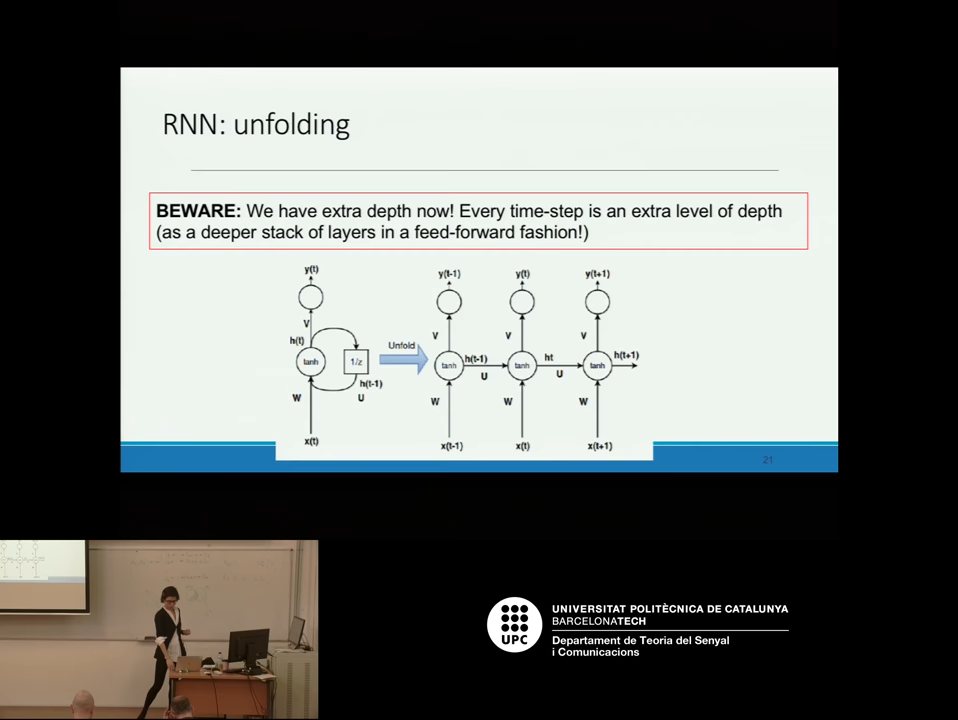 RNN: unfolding
BEWARE: We have extra depth now! Every time-step is an extra level of depth
(as a deeper stack of layers in a feed-forward fashion!)
y(t) y(t-1) y(t) y(t+1)
V V V V
h(t) Unfold
tanh 1/z tanh h(t-1) tanh ht tanh h(t+1)
h(t-1) U U
W U W W W
x(t) x(t-1) x(t) x(t+1)
21
UNIVERSITAT POLITÈCNICA DE CATALUNYA
BARCELONATECH
UPC
Departament de Teoria del Senyal
i Comunicacions